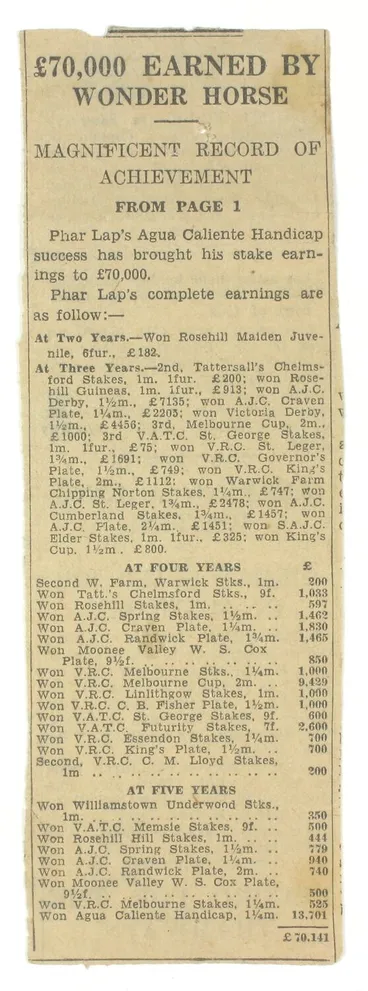 £70,000 EARNED BY
WONDER HORSE
MAGNIFICENT RECORD OF
ACHIEVEMENT
FROM PAGE 1
Phar Lap's Agua Caliente Handicap
success has brought his stake earn-
ings to £70,000.
Phar Lap's complete earnings are
as follow:—
At Two Years.—Won Rosehill Maiden Juve-
nile, 6fur., £182.
At Three Years.—2nd, Tattersall's Chelms-
ford Stakes, 1m. 1fur. £200; won Rose-
hill Guineas, 1m. 1fur., £913; won A.J.C.
Derby, 1½m., £7135; won A.J.C. Craven
Plate, 1¼m., £2205; won Victoria Derby,
1½m., £4456; 3rd, Melbourne Cup, 2m.,
£1000; 3rd V.A.T.C. St. George Stakes,
1m. 1fur., £75; won V.R.C. St. Leger,
1¾m., £1691; won V.R.C. Governor's
Plate, 1½m., £749; won V.R.C. King's
Plate, 2m., £1112; won Warwick Farm
Chipping Norton Stakes, 1¼m., £747; won
A.J.C. St. Leger, 1¾m., £2478; won A.J.C.
Cumberland Stakes, 1¾m., £1457; won
A.J.C. Plate, 2¼m., £1451; won S.A.J.C.
Elder Stakes, 1m. 1fur., £325; won King's
Cup, 1½m. £800.
AT FOUR YEARS £
Second W. Farm, Warwick Stks., 1m. 200
Won Tatt.'s Chelmsford Stks., 9f. 1,033
Won Rosehill Stakes, 1m. .. .. .. 597
Won A.J.C. Spring Stakes, 1½m. .. 1,462
Won A.J.C. Craven Plate, 1¼m. .. 1,830
Won A.J.C. Randwick Plate, 1¾m. 1,465
Won Moonee Valley W. S. Cox
Plate, 9½f. .. .. .. .. .. .. .. 850
Won V.R.C. Melbourne Stks., 1¼m. 1,000
Won V.R.C. Melbourne Cup, 2m. .. 9,429
Won V.R.C. Linlithgow Stakes, 1m. 1,000
Won V.R.C. C. B. Fisher Plate, 1½m. 1,000
Won V.A.T.C. St. George Stakes, 9f. 600
Won V.A.T.C. Futurity Stakes, 7f. 2,600
Won V.R.C. Essendon Stakes, 1¼m. 700
Won V.R.C. King's Plate, 1½m. .. 700
Second, V.R.C. C. M. Lloyd Stakes,
1m .. .. .. .. .. .. .. .. .. .. 200
AT FIVE YEARS
Won Williamstown Underwood Stks.,
1m. .. .. .. .. .. .. .. .. .. 350
Won V.A.T.C. Memsie Stakes, 9f. .. 500
Won Rosehill Hill Stakes, 1m. .. .. 444
Won A.J.C. Spring Stakes, 1½m. .. 779
Won A.J.C. Craven Plate, 1¼m. .. 940
Won A.J.C. Randwick Plate, 2m. .. 740
Won Moonee Valley W. S. Cox Plate,
9½f. .. .. .. .. .. .. .. .. .. 500
Won V.R.C. Melbourne Stakes, 1¼m. 525
Won Agua Caliente Handicap, 1¼m. 13,701
£70,141